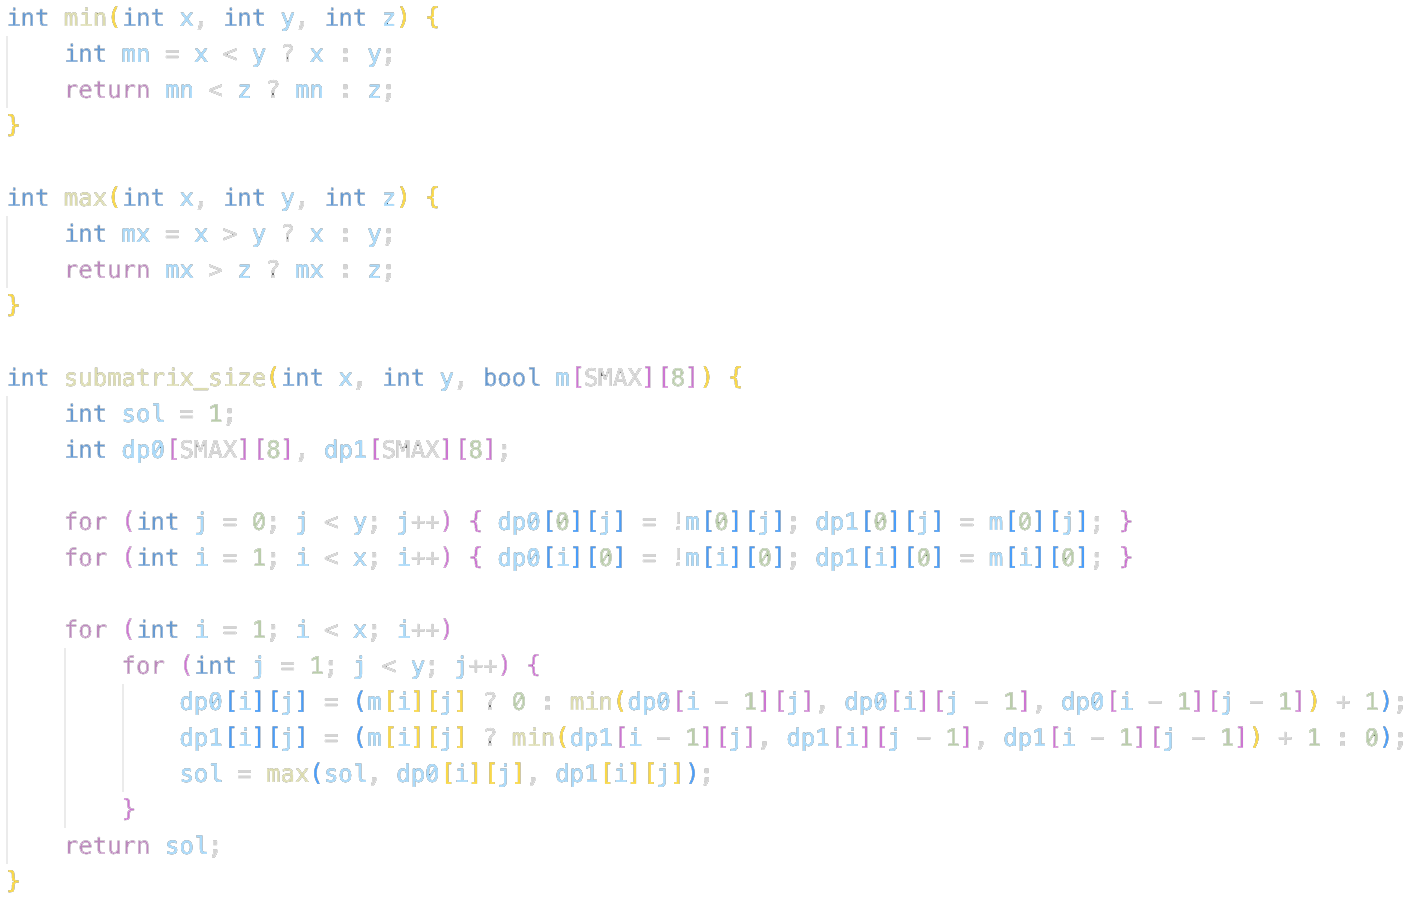 int min(int x, int y, int z) {
    int mn = x < y ? x : y;
    return mn < z ? mn : z;
}

int max(int x, int y, int z) {
    int mx = x > y ? x : y;
    return mx > z ? mx : z;
}

int submatrix_size(int x, int y, bool m[SMAX][8]) {
    int sol = 1;
    int dp0[SMAX][8], dp1[SMAX][8];

    for (int j = 0; j < y; j++) { dp0[0][j] = !m[0][j]; dp1[0][j] = m[0][j]; }
    for (int i = 1; i < x; i++) { dp0[i][0] = !m[i][0]; dp1[i][0] = m[i][0]; }

    for (int i = 1; i < x; i++)
        for (int j = 1; j < y; j++) {
            dp0[i][j] = (m[i][j] ? 0 : min(dp0[i - 1][j], dp0[i][j - 1], dp0[i - 1][j - 1]) + 1);
            dp1[i][j] = (m[i][j] ? min(dp1[i - 1][j], dp1[i][j - 1], dp1[i - 1][j - 1]) + 1 : 0);
            sol = max(sol, dp0[i][j], dp1[i][j]);
        }
    return sol;
}